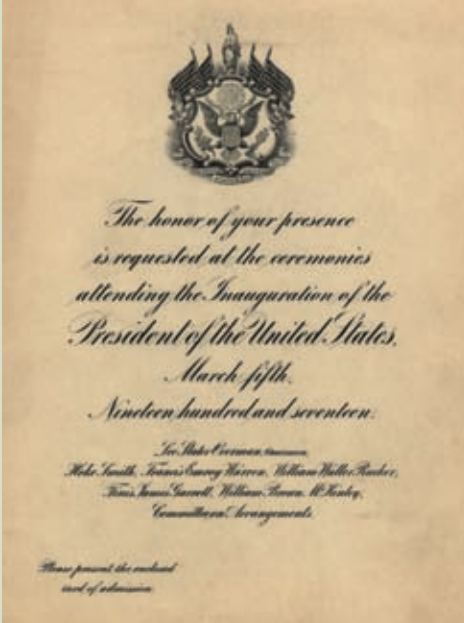 The honor of your presence
is requested at the ceremonies
attending the Inauguration of the
President of the United States,
March fifth,
Nineteen hundred and seventeen.
Lee Slater Overman, Chairman,
Hoke Smith, Francis Emory Warren, William Waller Rucker,
Finis James Garrett, William Brown McKinley,
Committee on Arrangements.
Please present the enclosed
card of admission.